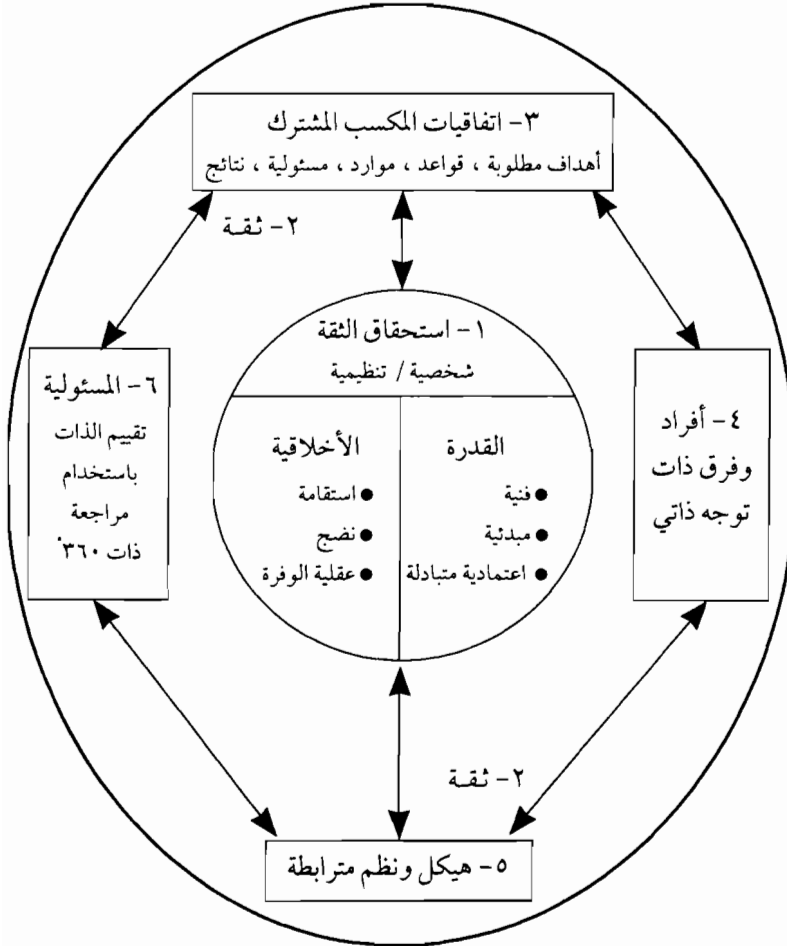 ٣- اتفاقيات المكسب المشترك
أهداف مطلوبة ، قواعد ، موارد ، مسئولية ، نتائج
٢- ثقة
١- استحقاق الثقة
شخصية / تنظيمية
القدرة
● فنية
● مبدئية
● اعتمادية متبادلة
الأخلاقية
● استقامة
● نضج
● عقلية الوفرة
٤- أفراد
وفرق ذات
توجه ذاتي
٦- المسئولية
تقييم الذات
باستخدام
مراجعة
ذات ٣٦٠°
٢- ثقة
٥- هيكل ونظم مترابطة